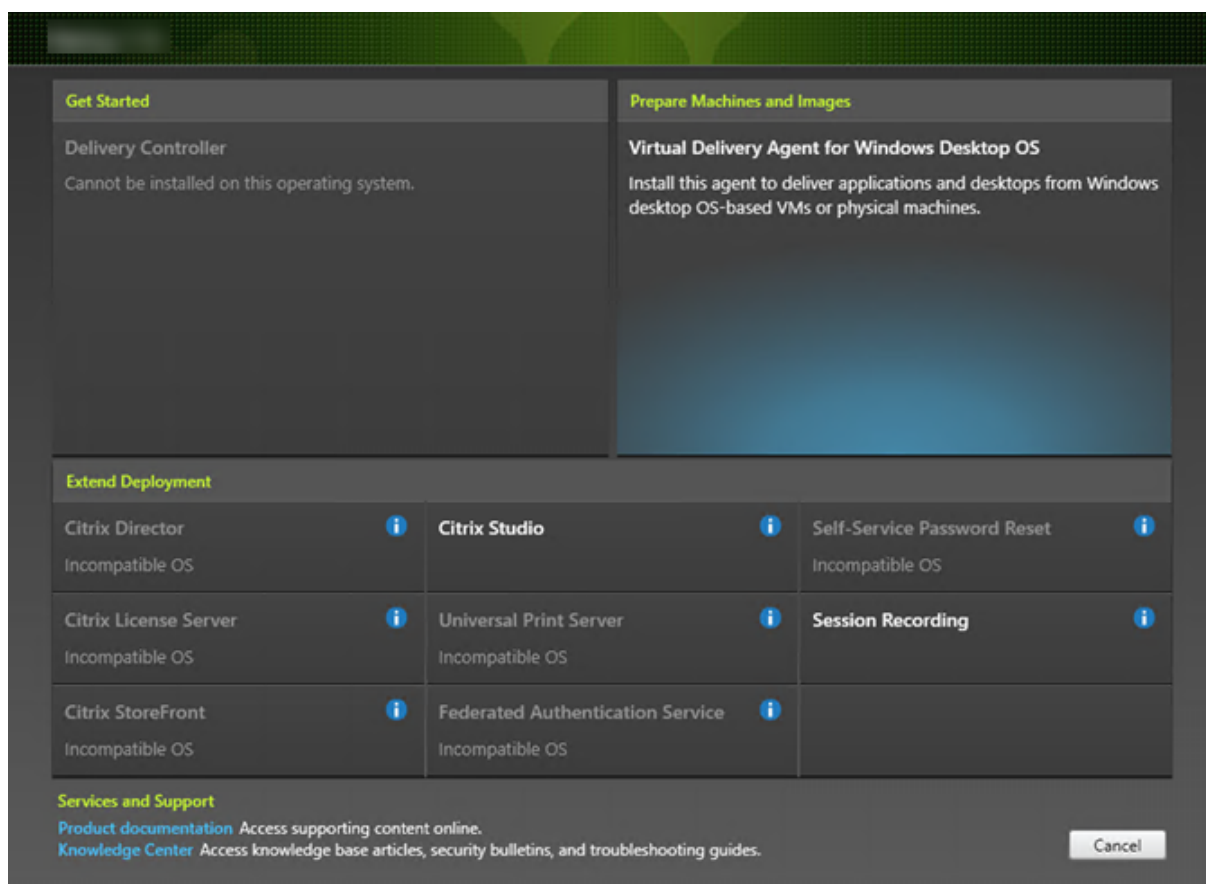 Get Started
Prepare Machines and Images
Delivery Controller
Cannot be installed on this operating system.
Virtual Delivery Agent for Windows Desktop OS
Install this agent to deliver applications and desktops from Windows
desktop OS-based VMs or physical machines.
Extend Deployment
Citrix Director
Incompatible OS
Citrix Studio
Self-Service Password Reset
Incompatible OS
Citrix License Server
Incompatible OS
Universal Print Server
Incompatible OS
Session Recording
Citrix StoreFront
Incompatible OS
Federated Authentication Service
Incompatible OS
Services and Support
Product documentation Access supporting content online.
Knowledge Center Access knowledge base articles, security bulletins, and troubleshooting guides.
Cancel